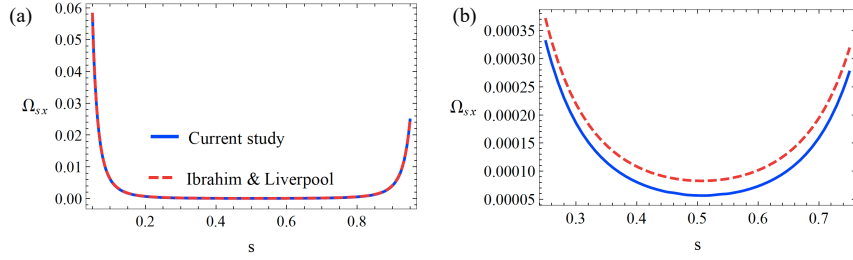 (a)
0.06
0.05
0.04
Ωsx 0.03
0.02
0.01
0.00
Current study
Ibrahim & Liverpool
0.2 0.4 0.6 0.8
s
(b)
0.00035
0.00030
0.00025
Ωsx 0.00020
0.00015
0.00010
0.00005
0.3 0.4 0.5 0.6 0.7
s